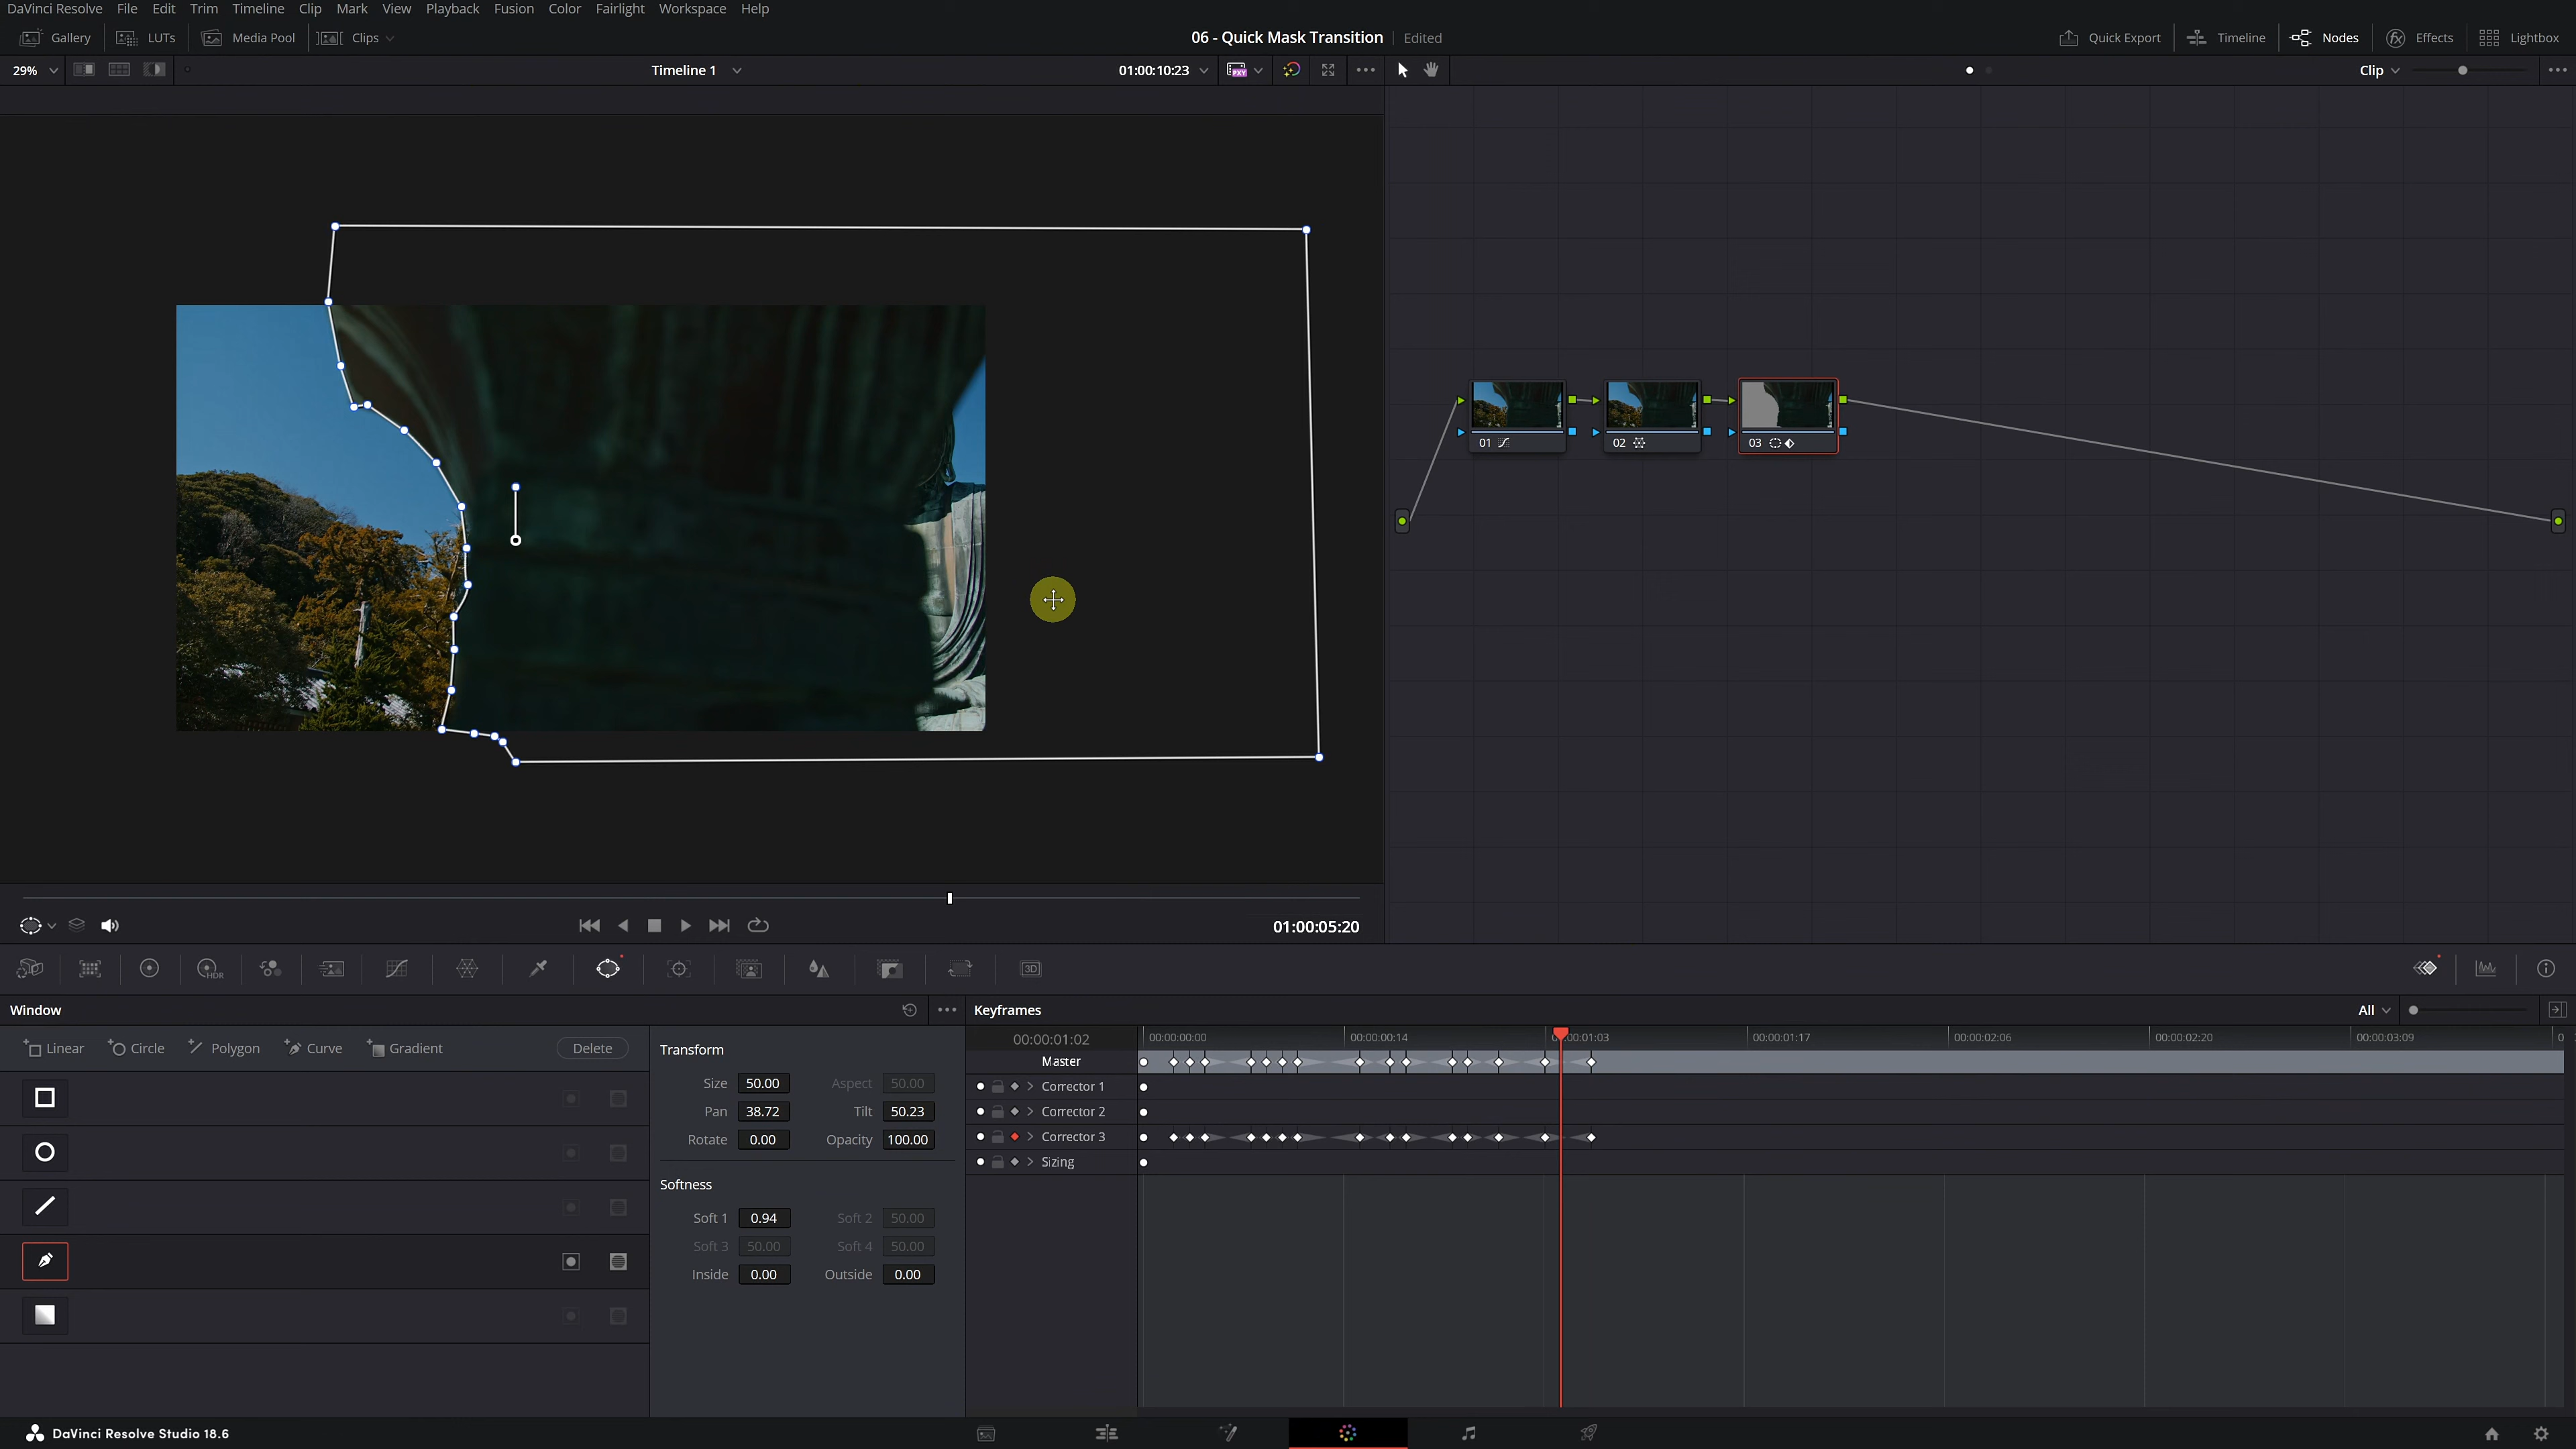 DaVinci Resolve File Edit Trim Timeline Clip Mark View Playback Fusion Color Fairlight Workspace Help
Gallery LUTs Media Pool Clips 06 - Quick Mask Transition Edited Quick Export Timeline Nodes Effects Lightbox
29% Timeline 1 01:00:10:23 PXY Clip
01 02 03
01:00:05:20
HDR 3D
Window Keyframes All
Linear Circle Polygon Curve Gradient Delete
Transform
Size 50.00 Aspect 50.00
Pan 38.72 Tilt 50.23
Rotate 0.00 Opacity 100.00
Softness
Soft 1 0.94 Soft 2 50.00
Soft 3 50.00 Soft 4 50.00
Inside 0.00 Outside 0.00
00:00:01:02 00:00:00:00 00:00:00:14 00:00:01:03 00:00:01:17 00:00:02:06 00:00:02:20 00:00:03:09 0
Master
Corrector 1
Corrector 2
Corrector 3
Sizing
DaVinci Resolve Studio 18.6